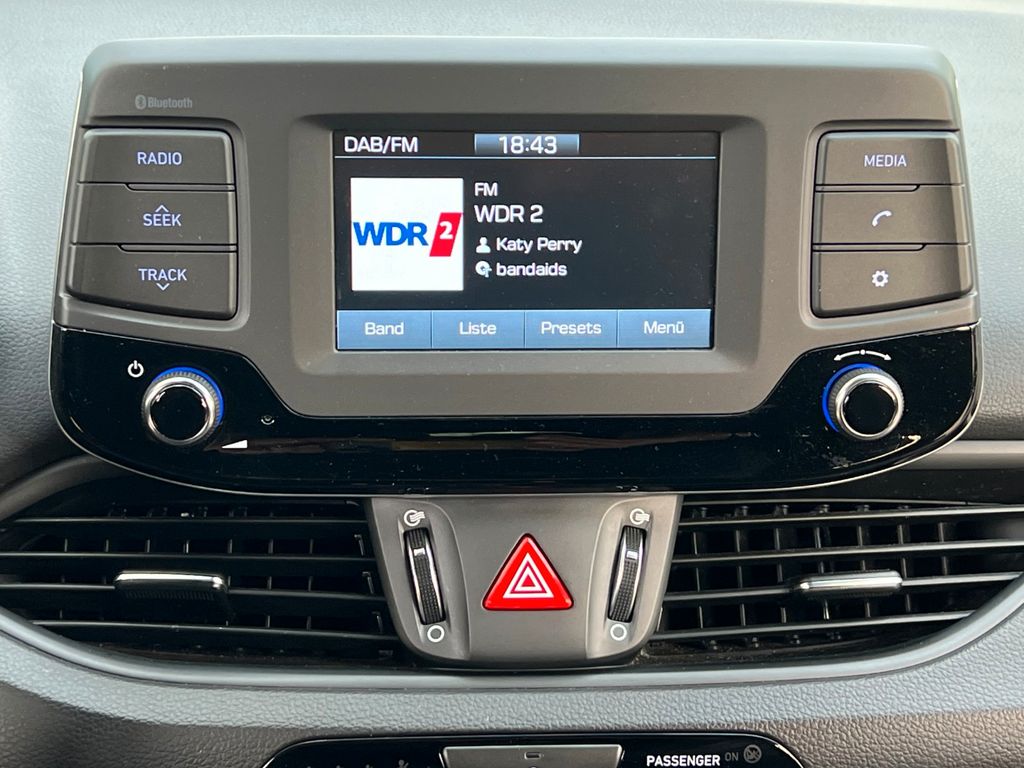 Bluetooth
RADIO
SEEK
TRACK
DAB/FM 18:43
WDR 2
FM
WDR 2
Katy Perry
bandaids
Band Liste Presets Menü
MEDIA
PASSENGER ON